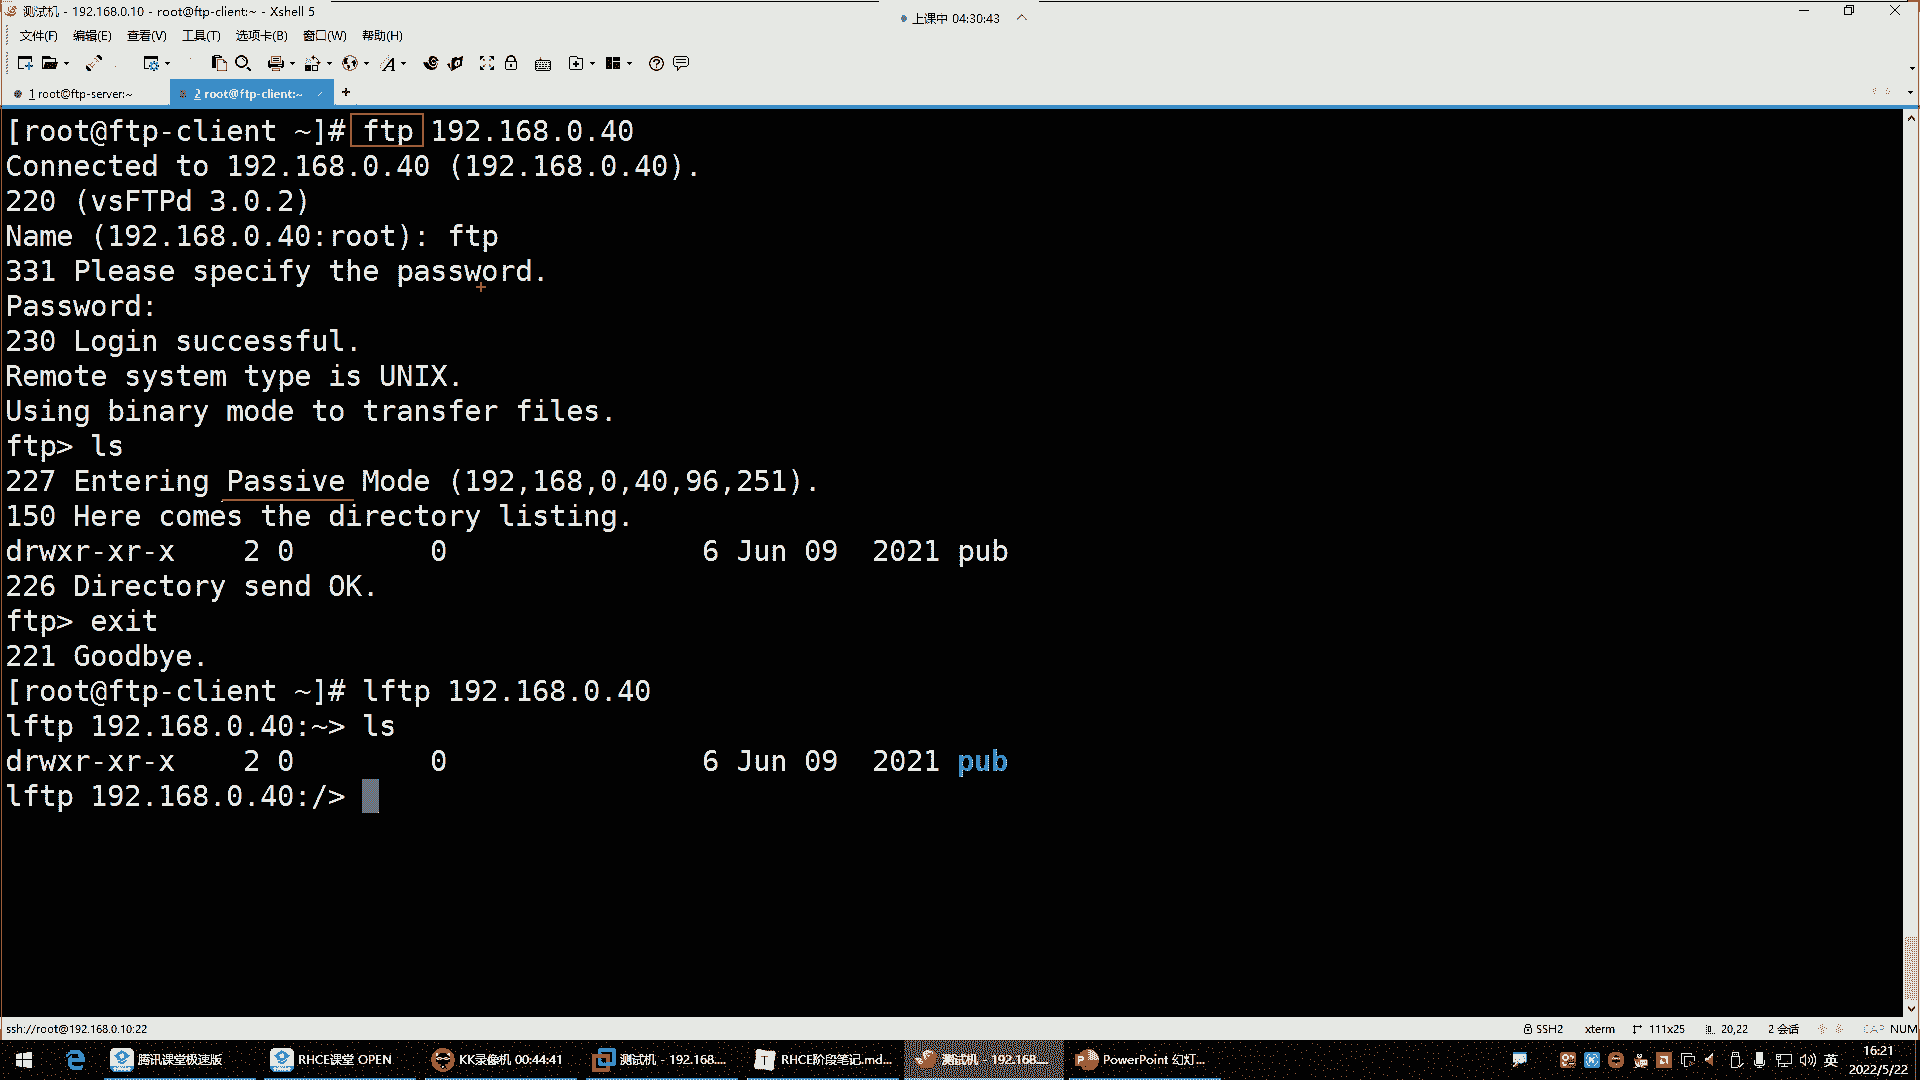 测试机 - 192.168.0.10 - root@ftp-client:~ - Xshell 5
上课中 04:30:43
文件(F) 编辑(E) 查看(V) 工具(T) 选项卡(B) 窗口(W) 帮助(H)
1 root@ftp-server:~ 2 root@ftp-client:~ +
[root@ftp-client ~]# ftp 192.168.0.40
Connected to 192.168.0.40 (192.168.0.40).
220 (vsFTPd 3.0.2)
Name (192.168.0.40:root): ftp
331 Please specify the password.
Password:
230 Login successful.
Remote system type is UNIX.
Using binary mode to transfer files.
ftp> ls
227 Entering Passive Mode (192,168,0,40,96,251).
150 Here comes the directory listing.
drwxr-xr-x    2 0        0               6 Jun 09  2021 pub
226 Directory send OK.
ftp> exit
221 Goodbye.
[root@ftp-client ~]# lftp 192.168.0.40
lftp 192.168.0.40:~> ls
drwxr-xr-x    2 0        0               6 Jun 09  2021 pub
lftp 192.168.0.40:/>
ssh://root@192.168.0.10:22 SSH2 xterm 111x25 20,22 2 会话 CAP NUM
腾讯课堂极速版 RHCE课堂 OPEN KK录像机 00:44:41 测试机 - 192.168.... RHCE阶段笔记.md... 测试机 - 192.168.... PowerPoint 幻灯... 英 16:21
2022/5/22